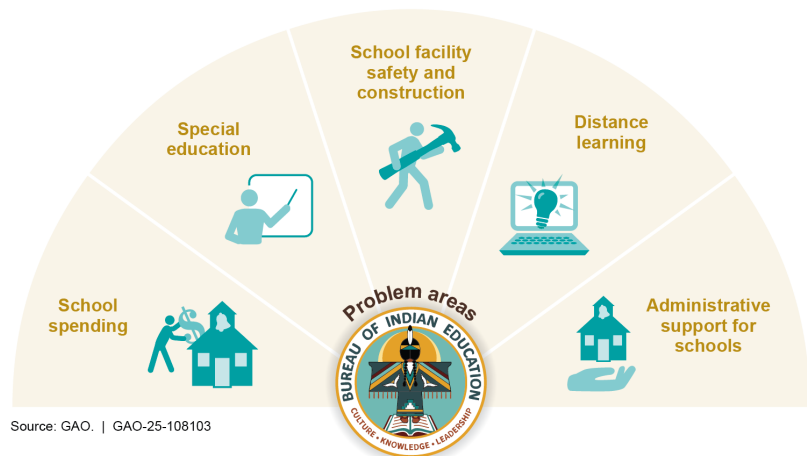 School facility
safety and
construction
Special
education
Distance
learning
School
spending
Administrative
support for
schools
Problem areas
BUREAU OF INDIAN EDUCATION
CULTURE • KNOWLEDGE • LEADERSHIP
$
Source: GAO. | GAO-25-108103